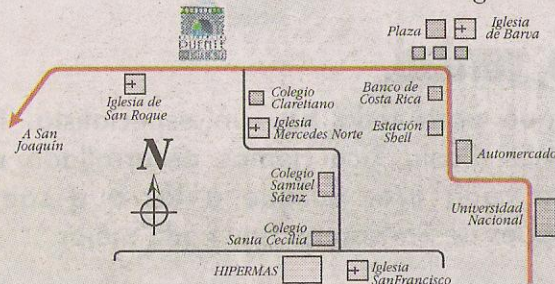 Plaza
Iglesia
de Barva
PUENTE
Iglesia de
San Roque
Colegio
Claretiano
Banco de
Costa Rica
A San
Joaquín
N
Iglesia
Mercedes Norte
Estación
Shell
Automercado
Colegio
Samuel
Sáenz
Universidad
Nacional
Colegio
Santa Cecilia
HIPERMAS
Iglesia
SanFrancisco